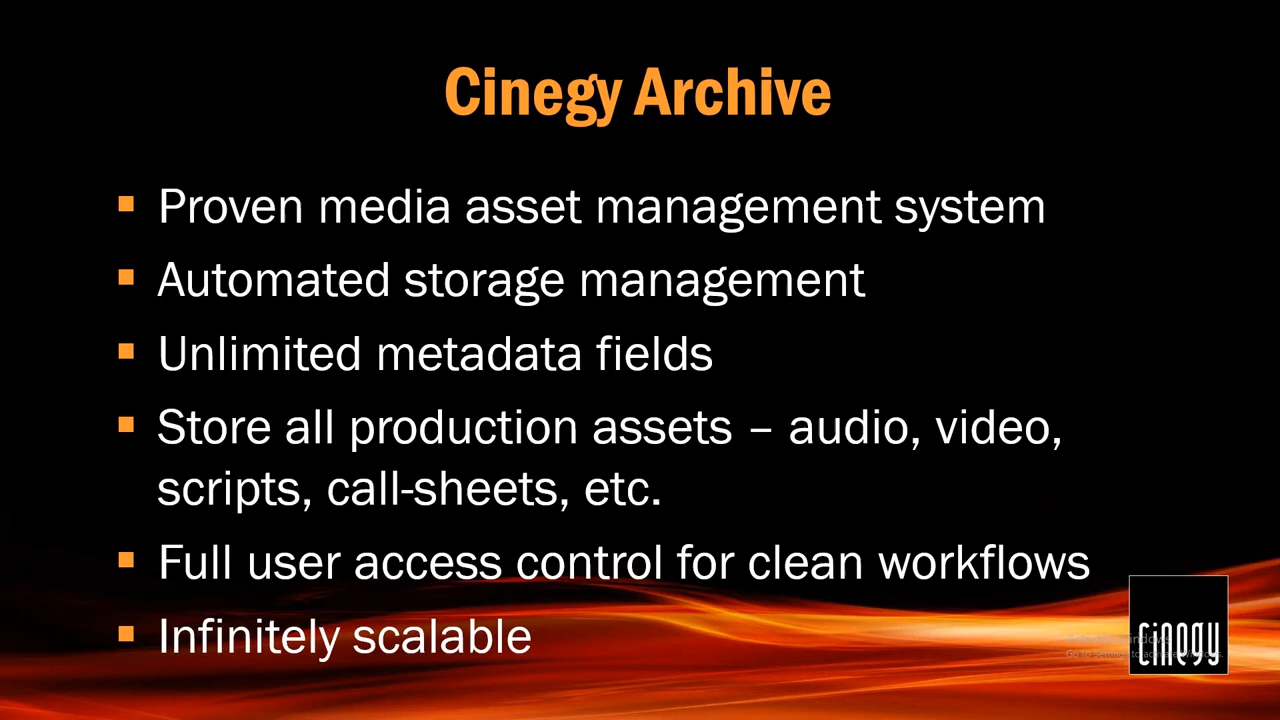 Cinegy Archive
Proven media asset management system
Automated storage management
Unlimited metadata fields
Store all production assets – audio, video,
scripts, call-sheets, etc.
Full user access control for clean workflows
Infinitely scalable
cinegy